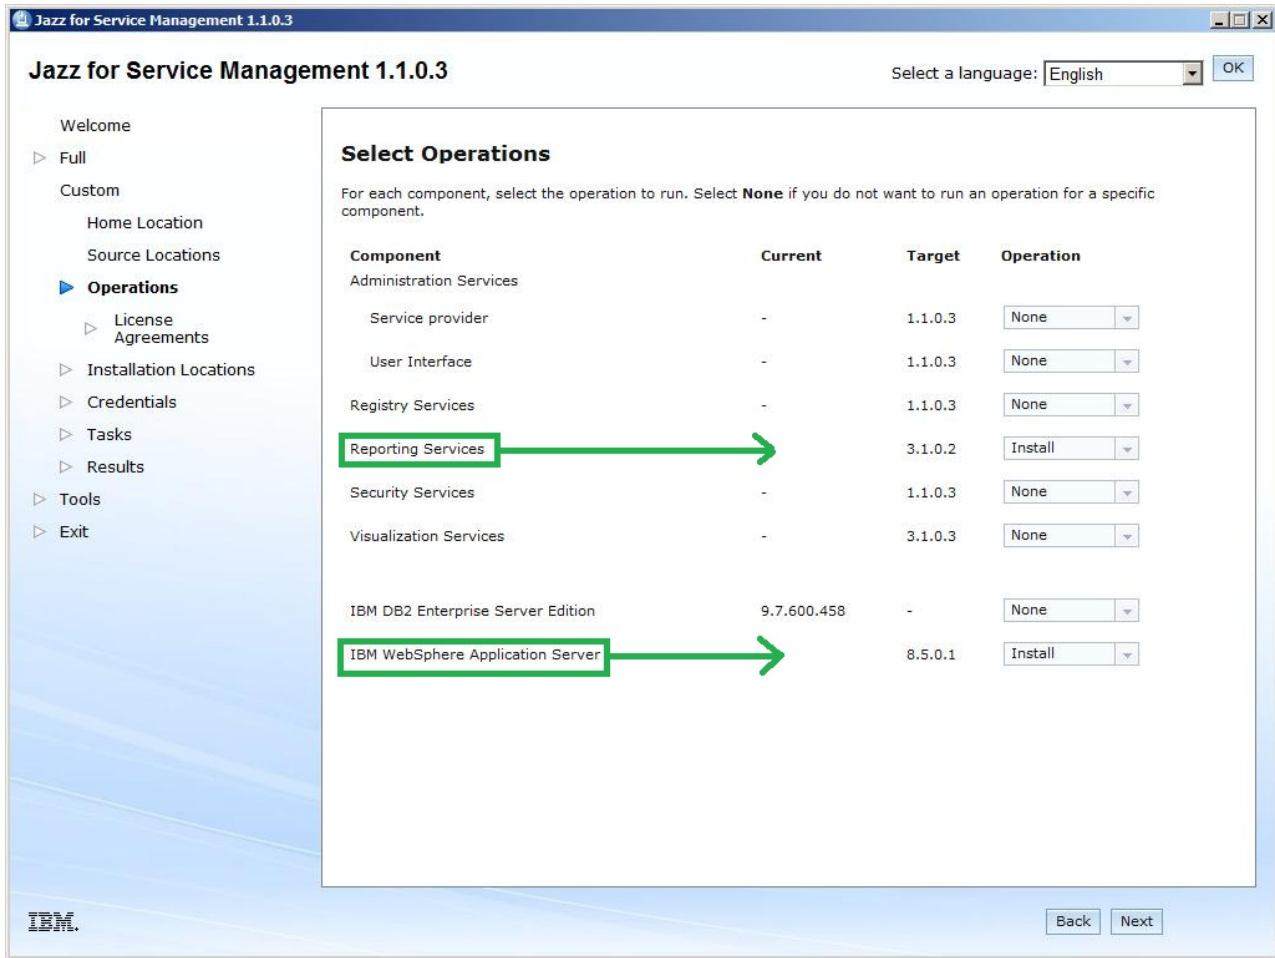 Jazz for Service Management 1.1.0.3
Jazz for Service Management 1.1.0.3
Select a language: English OK
Welcome
Full
Custom
Home Location
Source Locations
Operations
License
Agreements
Installation Locations
Credentials
Tasks
Results
Tools
Exit
Select Operations
For each component, select the operation to run. Select None if you do not want to run an operation for a specific
component.
Component Current Target Operation
Administration Services
Service provider - 1.1.0.3 None
User Interface - 1.1.0.3 None
Registry Services - 1.1.0.3 None
Reporting Services 3.1.0.2 Install
Security Services - 1.1.0.3 None
Visualization Services - 3.1.0.3 None
IBM DB2 Enterprise Server Edition 9.7.600.458 - None
IBM WebSphere Application Server 8.5.0.1 Install
IBM.
Back Next